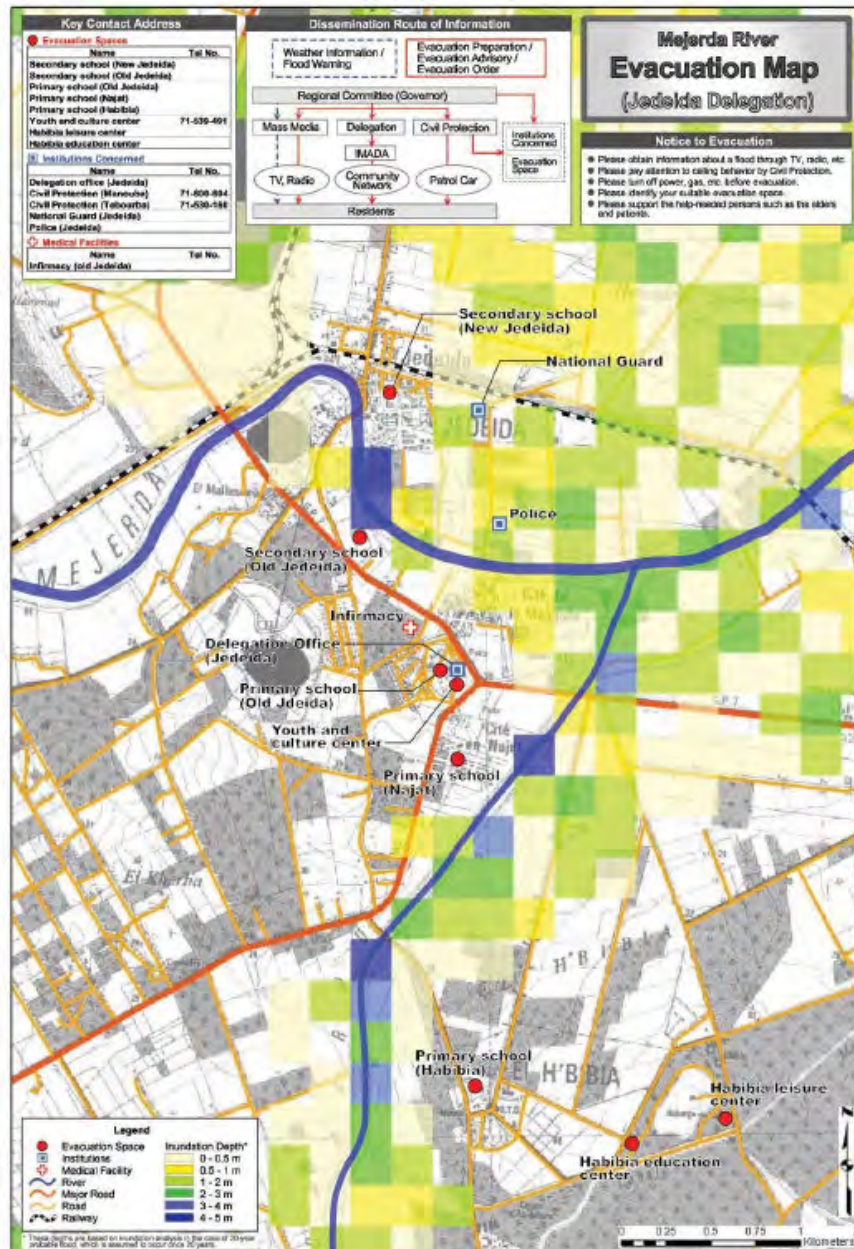 Key Contact Address
Evacuation Spaces
Name Tel No.
Secondary school (New Jedeida)
Secondary school (Old Jedeida)
Primary school (Old Jedeida)
Primary school (Najat)
Primary school (Habibia)
Youth and culture center 71-539-491
Habibia leisure center
Habibia education center
Institutions Concerned
Name Tel No.
Delegation office (Jedeida)
Civil Protection (Manouba)
Civil Protection (Tebourba)
National Guard (Jedeida)
Police (Jedeida)
Medical Facilities
Name Tel No.
Infirmacy (old Jedeida)
Dissemination Route of Information
Weather Information /
Flood Warning
Evacuation Preparation /
Evacuation Advisory /
Evacuation Order
Regional Committee (Governor)
Mass Media
Delegation
Civil Protection
Institutions
Concerned
Evacuation
Space
IMADA
TV, Radio
Community
Network
Patrol Car
Residents
Mejerda River
Evacuation Map
(Jedeida Delegation)
Notice to Evacuation
Please obtain information about a flood through TV, radio, etc.
Please pay attention to calling behavior by Civil Protection.
Please turn off power, gas, etc. before evacuation.
Please identify your suitable evacuation space.
Please support the help-needed persons such as the elders
and patients.
Secondary school
(New Jedeida)
Jedeida
National Guard
JEDEIDA
MEJERDA
Police
Secondary school
(Old Jedeida)
Infirmacy
Delegation Office
(Jedeida)
Primary school
(Old Jdeida)
Youth and
culture center
Cité
Primary school
(Najat)
El Kharba
H'BIBIA
Primary school
(Habibia)
EL H'BIBIA
Habibia leisure
center
Habibia education
center
Legend
Evacuation Space
Institutions
Medical Facility
River
Major Road
Road
Railway
Inundation Depth*
0 - 0.5 m
0.5 - 1 m
1 - 2 m
2 - 3 m
3 - 4 m
4 - 5 m
N
0 0.25 0.5 0.75 1
Kilometers